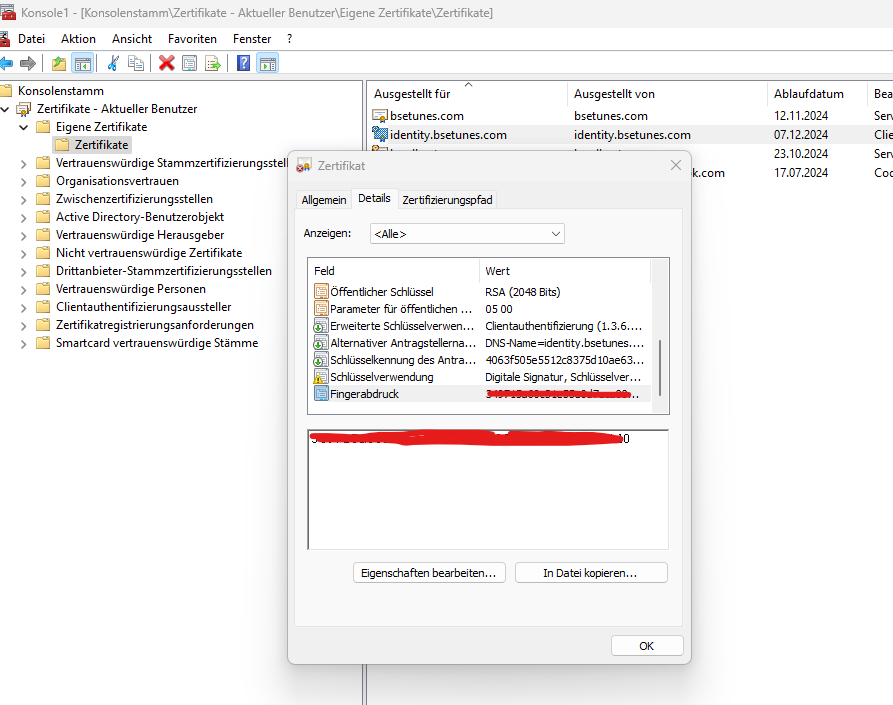 Konsole1 - [Konsolenstamm\Zertifikate - Aktueller Benutzer\Eigene Zertifikate\Zertifikate]
Datei Aktion Ansicht Favoriten Fenster ?
Konsolenstamm
Zertifikate - Aktueller Benutzer
Eigene Zertifikate
Zertifikate
Vertrauenswürdige Stammzertifizierungsstell
Organisationsvertrauen
Zwischenzertifizierungsstellen
Active Directory-Benutzerobjekt
Vertrauenswürdige Herausgeber
Nicht vertrauenswürdige Zertifikate
Drittanbieter-Stammzertifizierungsstellen
Vertrauenswürdige Personen
Clientauthentifizierungsaussteller
Zertifikatregistrierungsanforderungen
Smartcard vertrauenswürdige Stämme
Ausgestellt für Ausgestellt von Ablaufdatum Bea
bsetunes.com bsetunes.com 12.11.2024 Serv
identity.bsetunes.com identity.bsetunes.com 07.12.2024 Clie
23.10.2024 Serv
k.com 17.07.2024 Coc
Zertifikat
Allgemein Details Zertifizierungspfad
Anzeigen: <Alle>
Feld Wert
Öffentlicher Schlüssel RSA (2048 Bits)
Parameter für öffentlichen ... 05 00
Erweiterte Schlüsselverwen... Clientauthentifizierung (1.3.6....
Alternativer Antragstellerna... DNS-Name=identity.bsetunes....
Schlüsselkennung des Antra... 4063f505e5512c8375d10ae63...
Schlüsselverwendung Digitale Signatur, Schlüsselver...
Fingerabdruck
Eigenschaften bearbeiten... In Datei kopieren...
OK